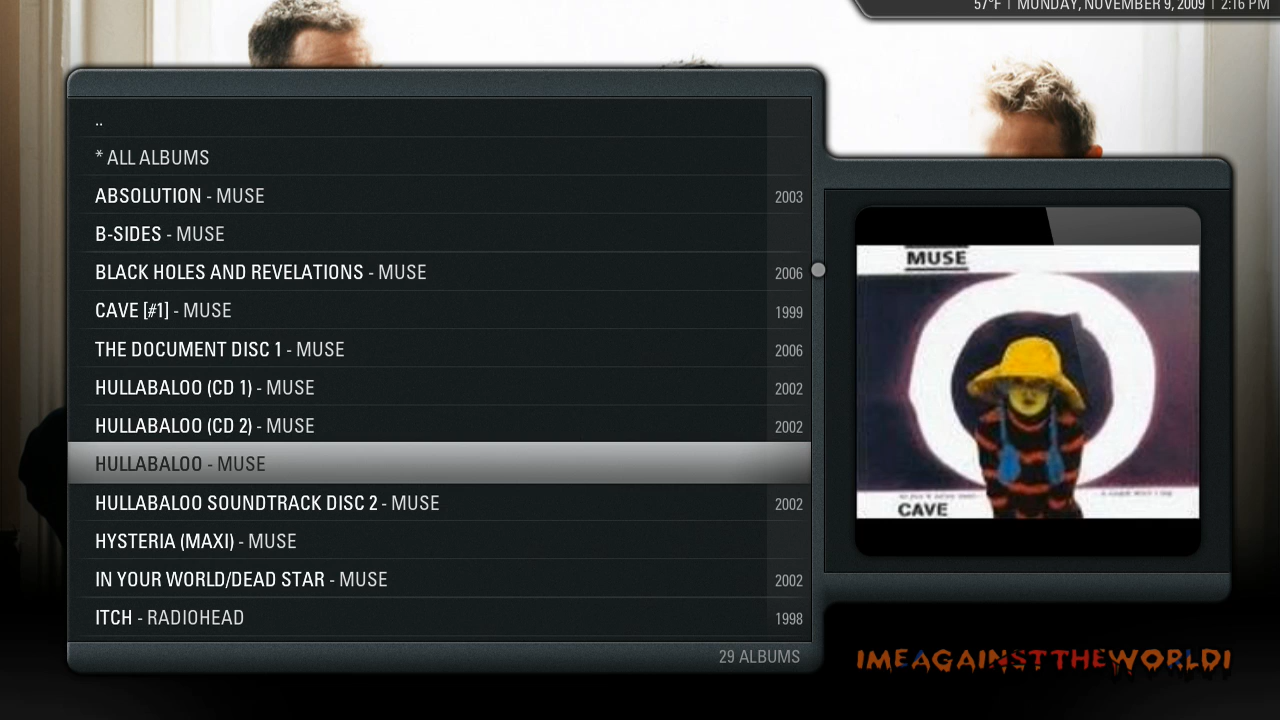 57°F | MONDAY, NOVEMBER 9, 2009 | 2:16 PM
..
* ALL ALBUMS
ABSOLUTION - MUSE 2003
B-SIDES - MUSE
BLACK HOLES AND REVELATIONS - MUSE 2006
CAVE [#1] - MUSE 1999
THE DOCUMENT DISC 1 - MUSE 2006
HULLABALOO (CD 1) - MUSE 2002
HULLABALOO (CD 2) - MUSE 2002
HULLABALOO - MUSE
HULLABALOO SOUNDTRACK DISC 2 - MUSE 2002
HYSTERIA (MAXI) - MUSE
IN YOUR WORLD/DEAD STAR - MUSE 2002
ITCH - RADIOHEAD 1998
29 ALBUMS
MUSE
CAVE
IMEAGAINSTTHEWORLDI